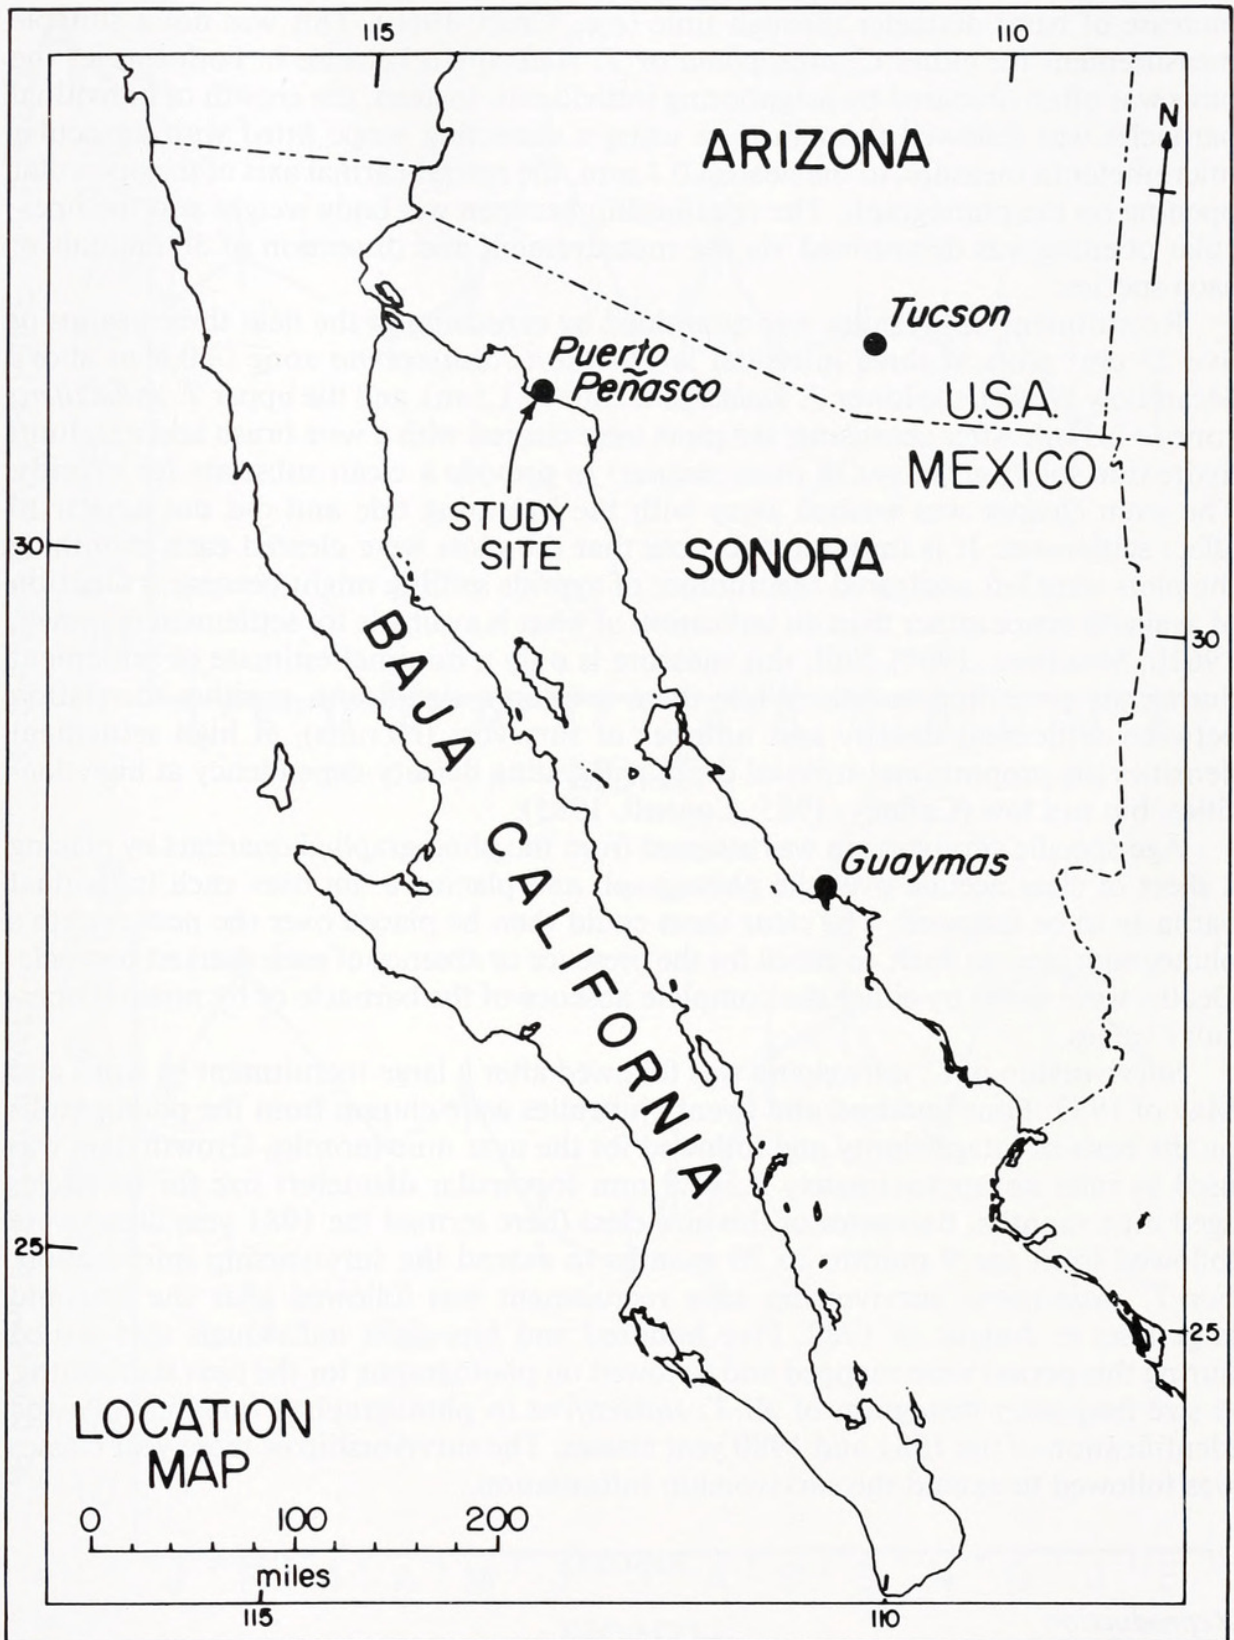 115
110
ARIZONA
N
Tucson
Puerto
Peñasco
U.S.A.
MEXICO
STUDY
SITE
SONORA
30
30
BAJA
CALIFORNIA
Guaymas
25
25
LOCATION
MAP
0 100 200
miles
115
110